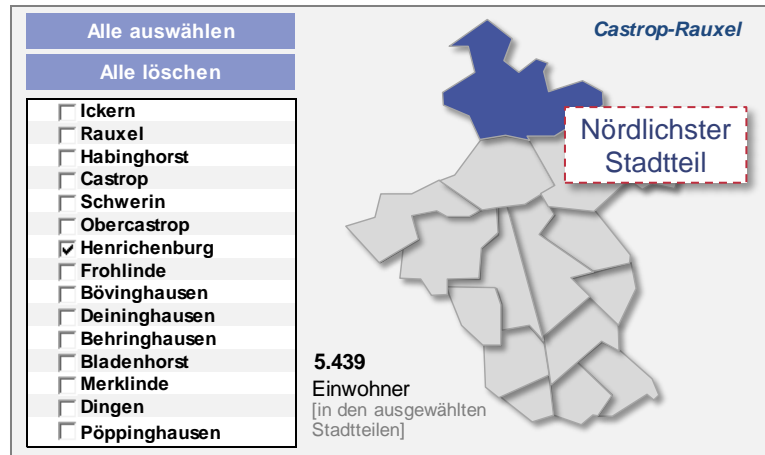 Alle auswählen
Alle löschen
Ickern
Rauxel
Habinghorst
Castrop
Schwerin
Obercastrop
Henrichenburg
Frohlinde
Bövinghausen
Deininghausen
Behringhausen
Bladenhorst
Merklinde
Dingen
Pöppinghausen
Castrop-Rauxel
Nördlichster
Stadtteil
5.439
Einwohner
[in den ausgewählten
Stadtteilen]